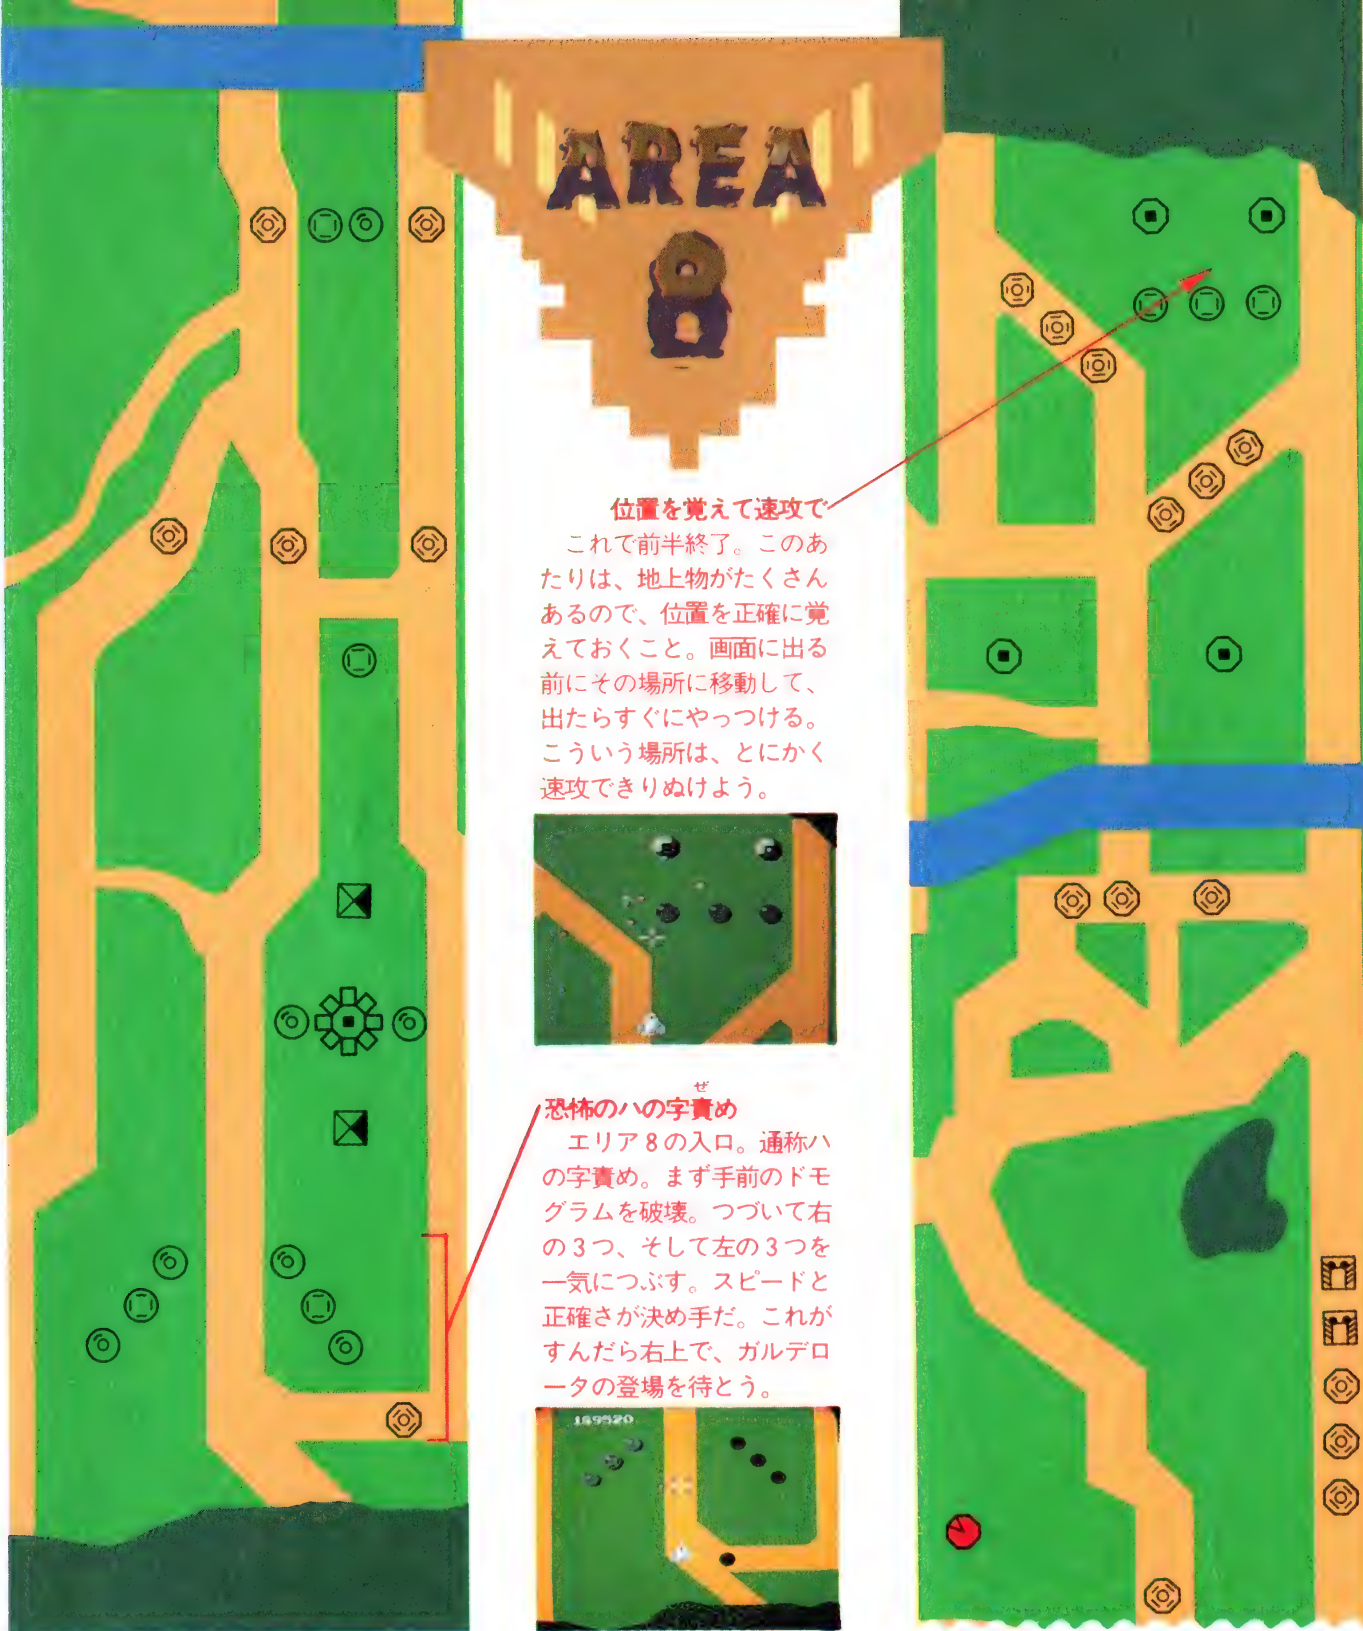 AREA
8
位置を覚えて速攻で
これで前半終了。このあ
たりは、地上物がたくさん
あるので、位置を正確に覚
えておくこと。画面に出る
前にその場所に移動して、
出たらすぐにやっつける。
こういう場所は、とにかく
速攻できりぬけよう。
ぜ
恐怖のハの字責め
エリア8の入口。通称ハ
の字責め。まず手前のドモ
グラムを破壊。つづいて右
の3つ、そして左の3つを
一気につぶす。スピードと
正確さが決め手だ。これが
すんだら右上で、ガルデロ
ータの登場を待とう。
189520